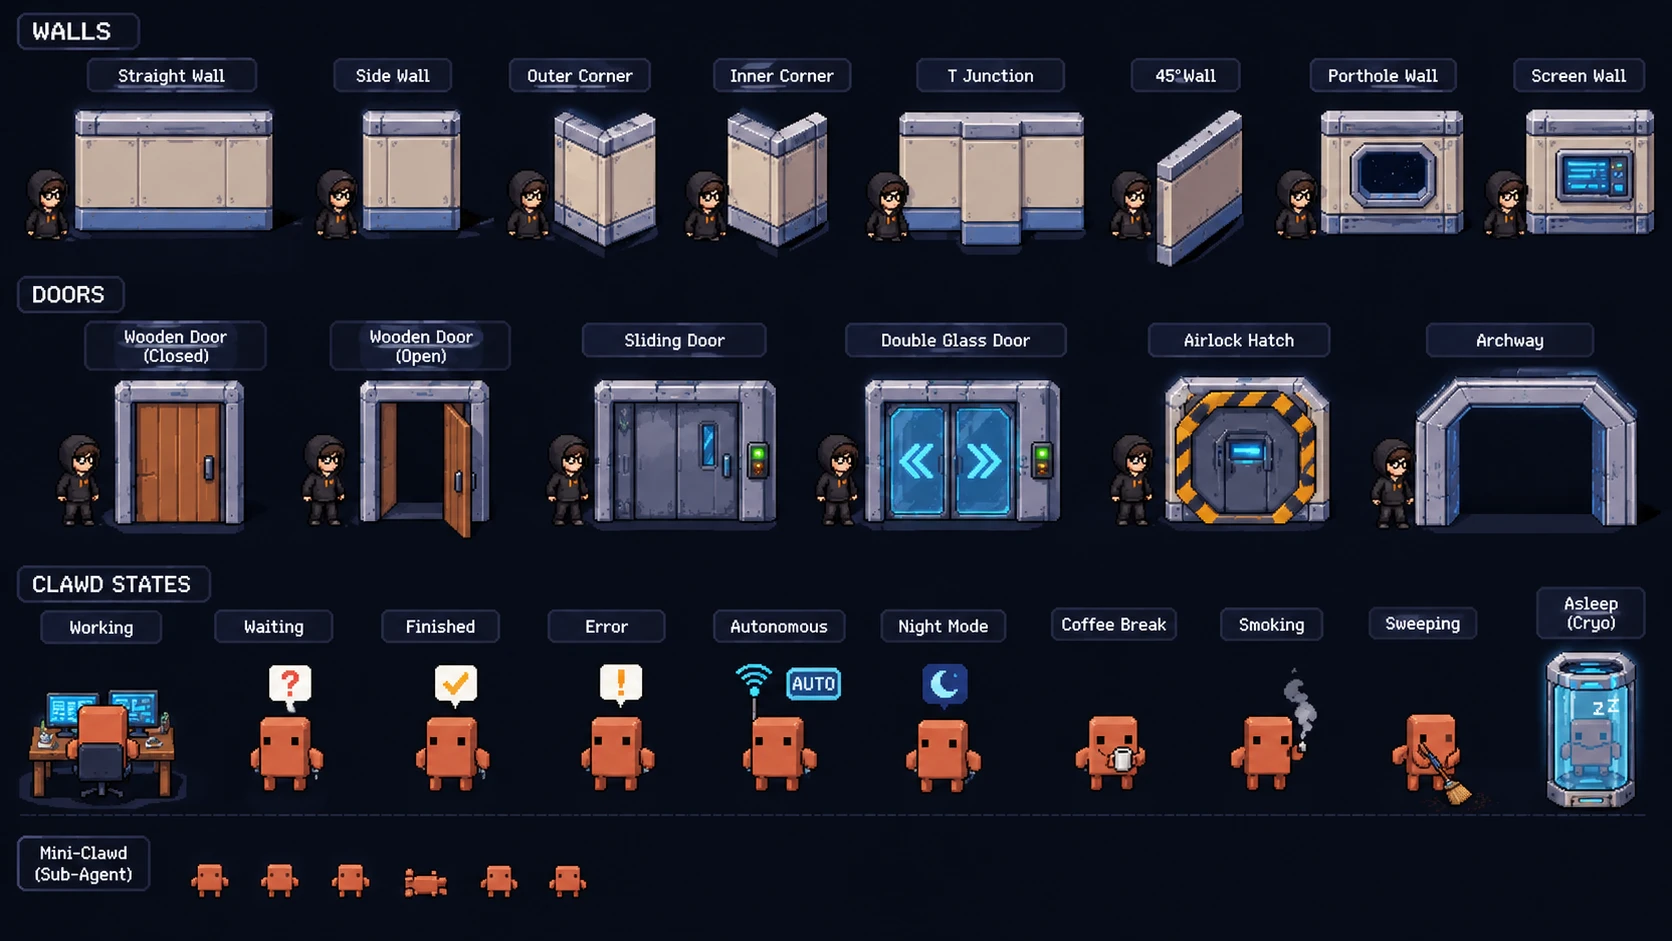 WALLS
Straight Wall
Side Wall
Outer Corner
Inner Corner
T Junction
45°Wall
Porthole Wall
Screen Wall
DOORS
Wooden Door
(Closed)
Wooden Door
(Open)
Sliding Door
Double Glass Door
Airlock Hatch
Archway
CLAWD STATES
Working
Waiting
Finished
Error
Autonomous
Night Mode
Coffee Break
Smoking
Sweeping
Asleep
(Cryo)
?
!
AUTO
zZ
Mini-Clawd
(Sub-Agent)